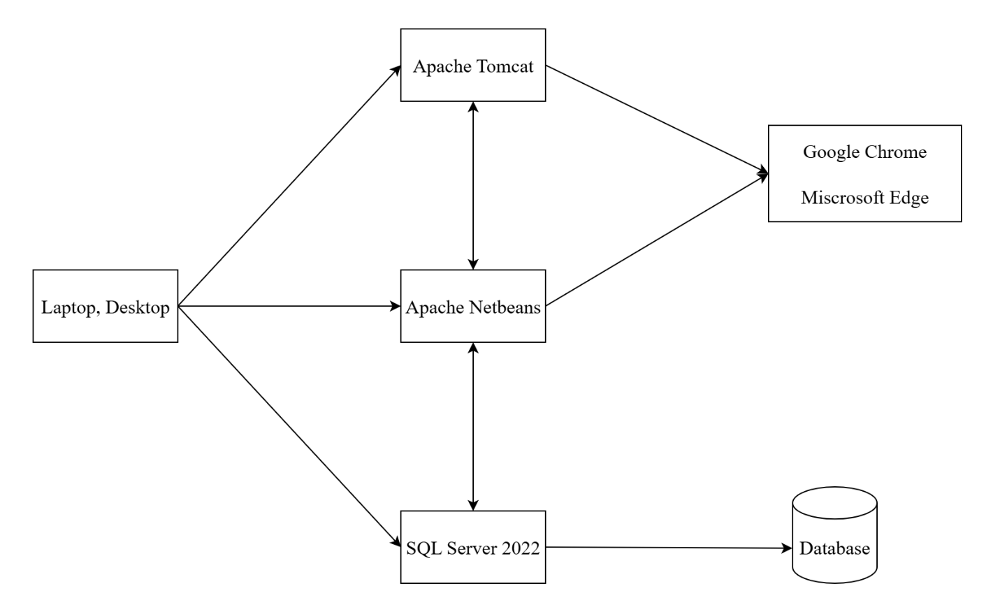 Apache Tomcat
Google Chrome
Miscrosoft Edge
Laptop, Desktop
Apache Netbeans
SQL Server 2022
Database